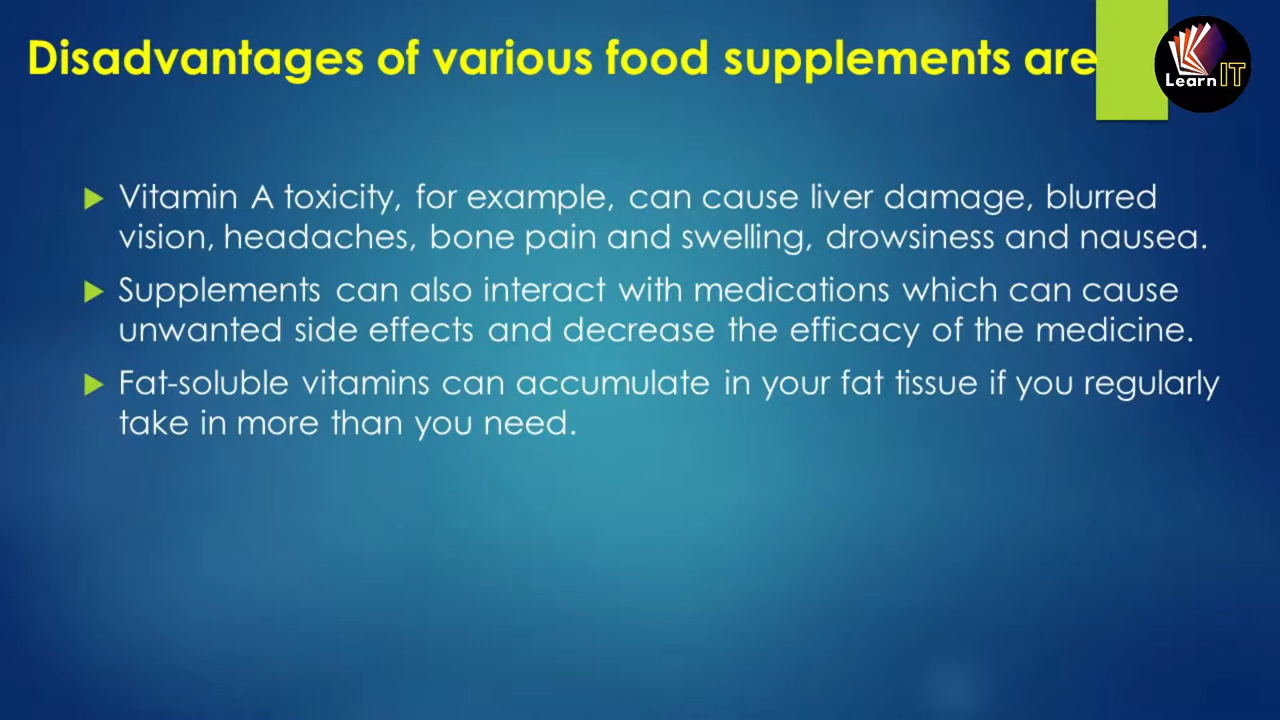 Disadvantages of various food supplements are
Learn IT
Vitamin A toxicity, for example, can cause liver damage, blurred
vision, headaches, bone pain and swelling, drowsiness and nausea.
Supplements can also interact with medications which can cause
unwanted side effects and decrease the efficacy of the medicine.
Fat-soluble vitamins can accumulate in your fat tissue if you regularly
take in more than you need.